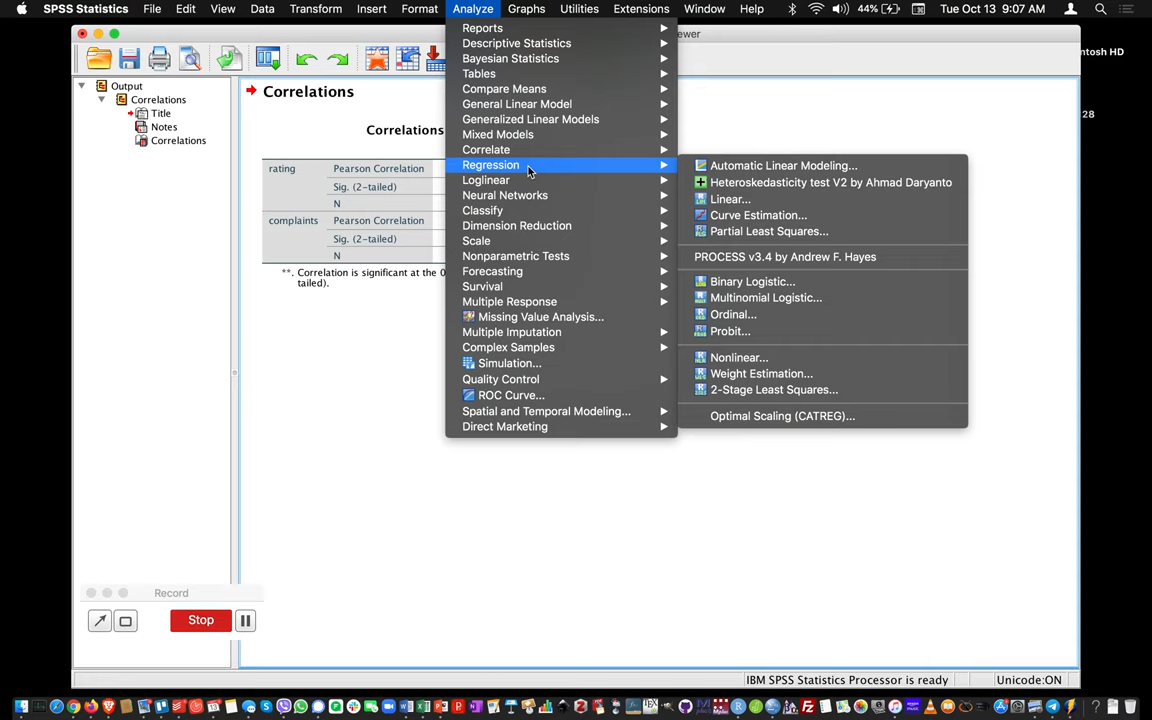 SPSS Statistics File Edit View Data Transform Insert Format Analyze Graphs Utilities Extensions Window Help 44% Tue Oct 13 9:07 AM
ewer
ntosh HD
28
Output
Correlations
Title
Notes
Correlations
Correlations
Correlations
rating Pearson Correlation
Sig. (2-tailed)
N
complaints Pearson Correlation
Sig. (2-tailed)
N
**. Correlation is significant at the 0
tailed).
Reports
Descriptive Statistics
Bayesian Statistics
Tables
Compare Means
General Linear Model
Generalized Linear Models
Mixed Models
Correlate
Regression
Loglinear
Neural Networks
Classify
Dimension Reduction
Scale
Nonparametric Tests
Forecasting
Survival
Multiple Response
Missing Value Analysis...
Multiple Imputation
Complex Samples
Simulation...
Quality Control
ROC Curve...
Spatial and Temporal Modeling...
Direct Marketing
Automatic Linear Modeling...
Heteroskedasticity test V2 by Ahmad Daryanto
Linear...
Curve Estimation...
Partial Least Squares...
PROCESS v3.4 by Andrew F. Hayes
Binary Logistic...
Multinomial Logistic...
Ordinal...
Probit...
Nonlinear...
Weight Estimation...
2-Stage Least Squares...
Optimal Scaling (CATREG)...
Record
Stop
IBM SPSS Statistics Processor is ready Unicode:ON